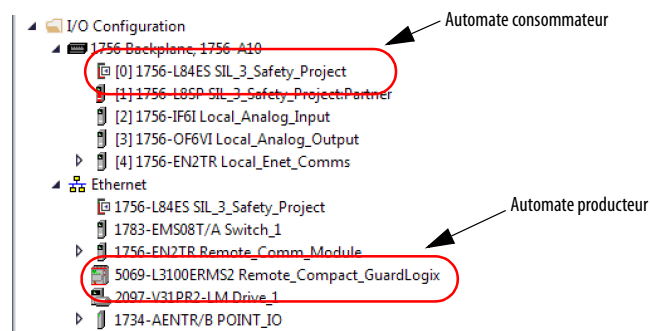 I/O Configuration
Automate consommateur
1756 Backplane, 1756-A10
[0] 1756-L84ES SIL_3_Safety_Project
[1] 1756-L8SP SIL_3_Safety_Project:Partner
[2] 1756-IF6I Local_Analog_Input
[3] 1756-OF6VI Local_Analog_Output
[4] 1756-EN2TR Local_Enet_Comms
Ethernet
1756-L84ES SIL_3_Safety_Project
Automate producteur
1783-EMS08T/A Switch_1
1756-EN2TR Remote_Comm_Module
5069-L3100ERMS2 Remote_Compact_GuardLogix
2097-V31PR2-LM Drive_1
1734-AENTR/B POINT_IO